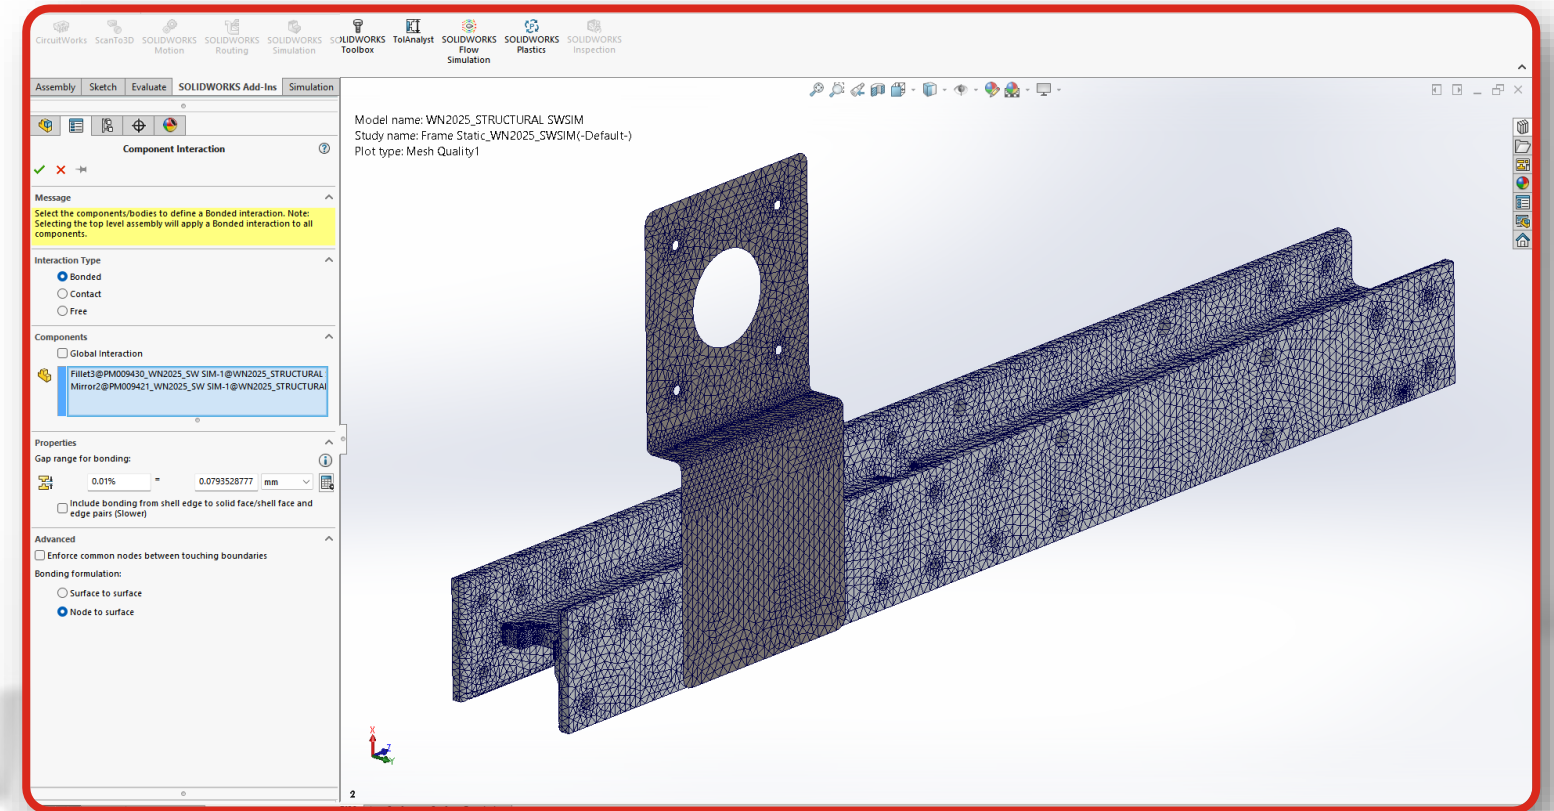 CircuitWorks
ScanTo3D
SOLIDWORKS
Motion
SOLIDWORKS
Routing
SOLIDWORKS
Simulation
SOLIDWORKS
Toolbox
TolAnalyst
SOLIDWORKS
Flow
Simulation
SOLIDWORKS
Plastics
SOLIDWORKS
Inspection
Assembly
Sketch
Evaluate
SOLIDWORKS Add-Ins
Simulation
Component Interaction
Message
Select the components/bodies to define a Bonded interaction. Note:
Selecting the top level assembly will apply a Bonded interaction to all
components.
Interaction Type
Bonded
Contact
Free
Components
Global Interaction
Fillet3@PM009430_WN2025_SW SIM-1@WN2025_STRUCTURAL
Mirror2@PM009421_WN2025_SW SIM-1@WN2025_STRUCTURAL
Properties
Gap range for bonding:
0.01%
=
0.0793528777
mm
Include bonding from shell edge to solid face/shell face and
edge pairs (Slower)
Advanced
Enforce common nodes between touching boundaries
Bonding formulation:
Surface to surface
Node to surface
Model name: WN2025_STRUCTURAL SWSIM
Study name: Frame Static_WN2025_SWSIM(-Default-)
Plot type: Mesh Quality1
X
Z
Y
2